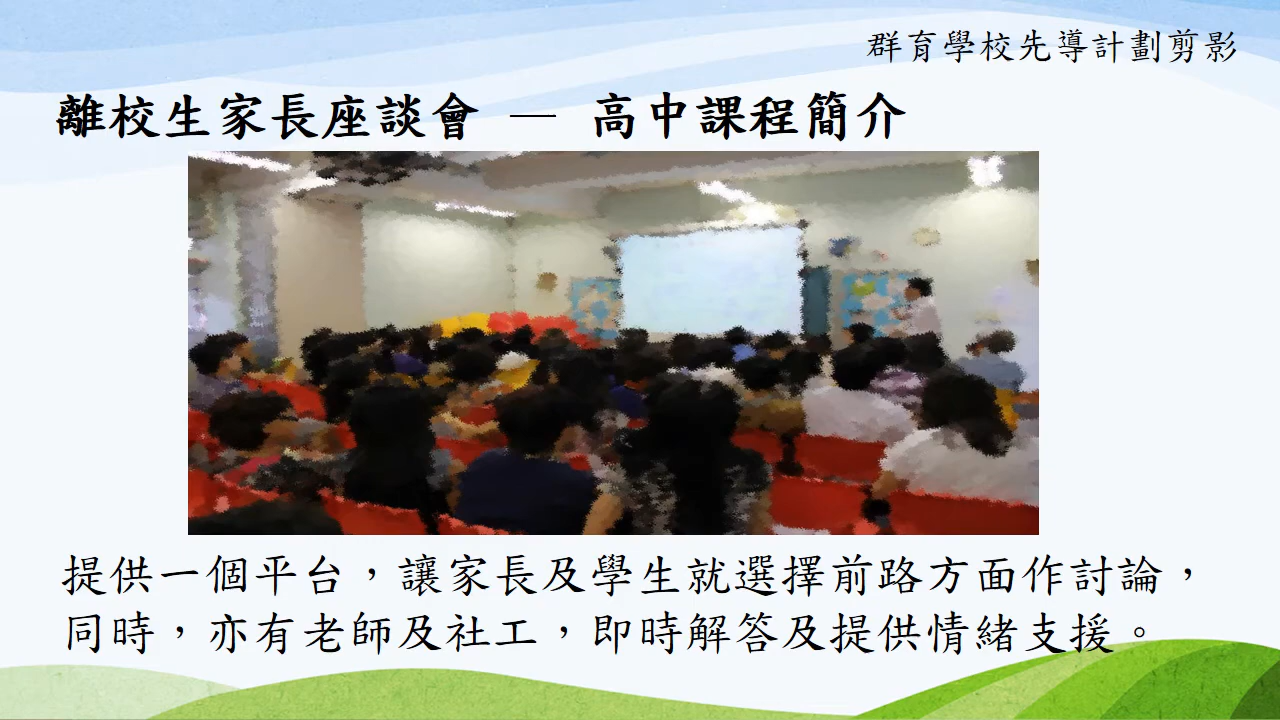 群育學校先導計劃剪影
離校生家長座談會 — 高中課程簡介
提供一個平台，讓家長及學生就選擇前路方面作討論，
同時，亦有老師及社工，即時解答及提供情緒支援。